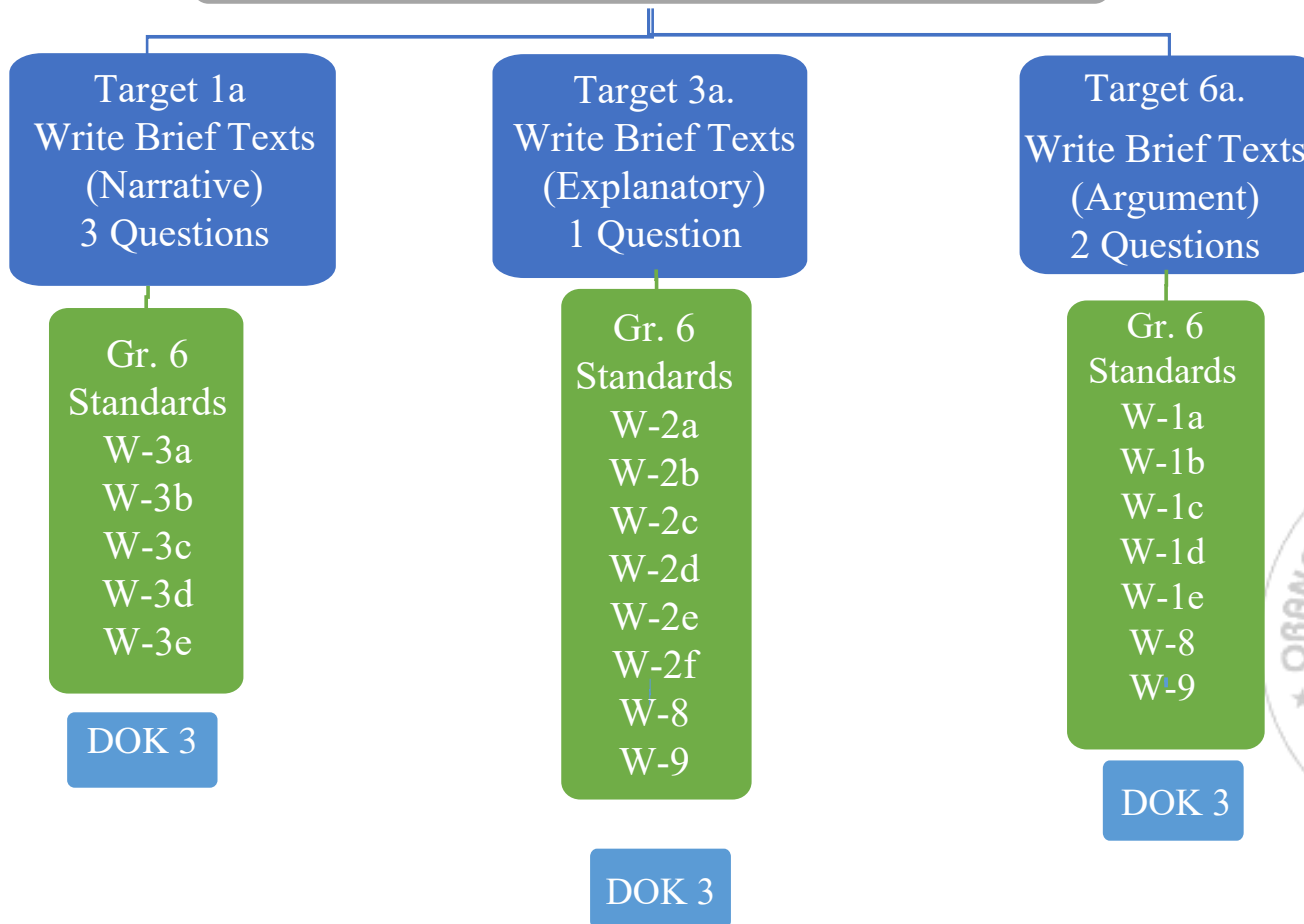 Target 1a
Write Brief Texts
(Narrative)
3 Questions
Gr. 6
Standards
W-3a
W-3b
W-3c
W-3d
W-3e
DOK 3
Target 3a.
Write Brief Texts
(Explanatory)
1 Question
Gr. 6
Standards
W-2a
W-2b
W-2c
W-2d
W-2e
W-2f
W-8
W-9
DOK 3
Target 6a.
Write Brief Texts
(Argument)
2 Questions
Gr. 6
Standards
W-1a
W-1b
W-1c
W-1d
W-1e
W-8
W-9
DOK 3